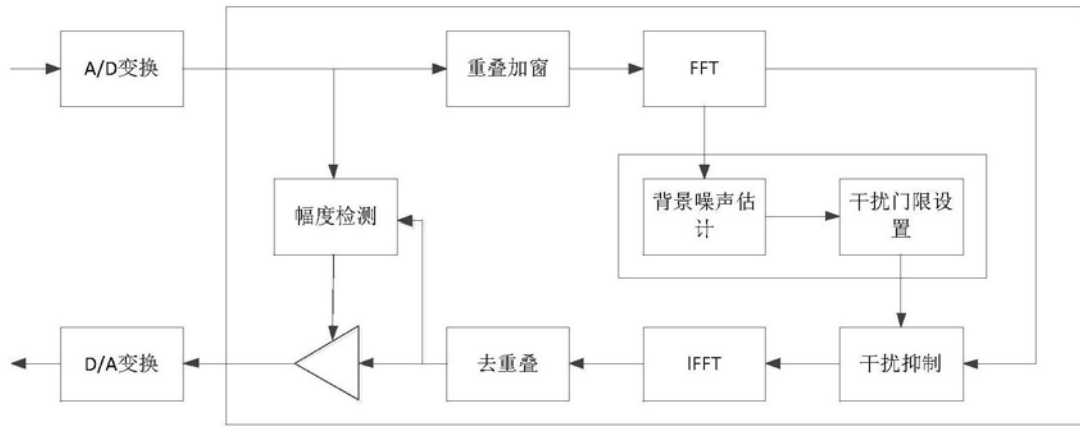 A/D变换
重叠加窗
FFT
幅度检测
背景噪声估
计
干扰门限设
置
D/A变换
去重叠
IFFT
干扰抑制